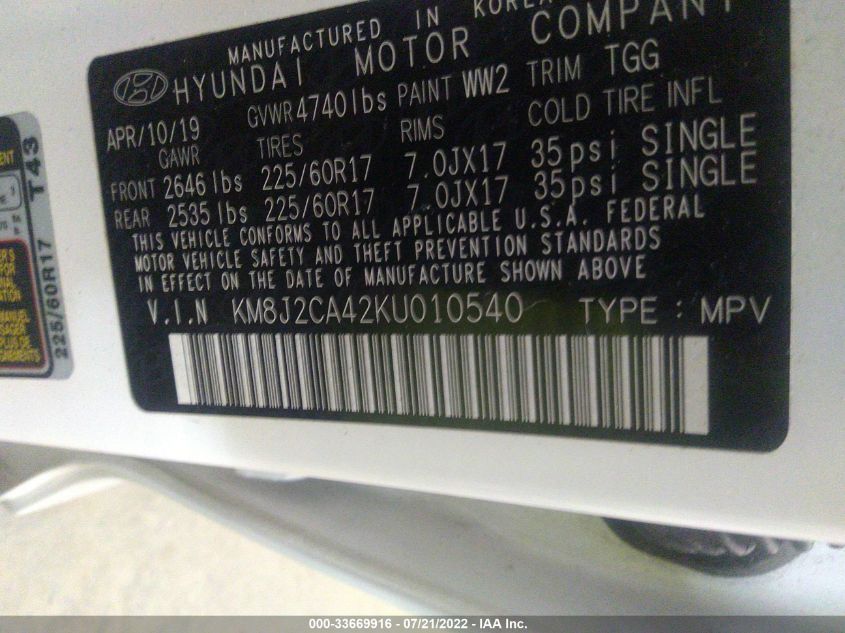 MANUFACTURED IN KOREA
HYUNDAI MOTOR COMPANY
APR/10/19 GVWR 4740 lbs PAINT WW2 TRIM TGG
GAWR TIRES RIMS COLD TIRE INFL
FRONT 2646 lbs 225/60R17 7.0JX17 35psi SINGLE
REAR 2535 lbs 225/60R17 7.0JX17 35psi SINGLE
THIS VEHICLE CONFORMS TO ALL APPLICABLE U.S.A. FEDERAL
MOTOR VEHICLE SAFETY AND THEFT PREVENTION STANDARDS
IN EFFECT ON THE DATE OF MANUFACTURE SHOWN ABOVE
V.I.N KM8J2CA42KU010540 TYPE : MPV
T43
225/60R17
000-33669916 - 07/21/2022 - IAA Inc.